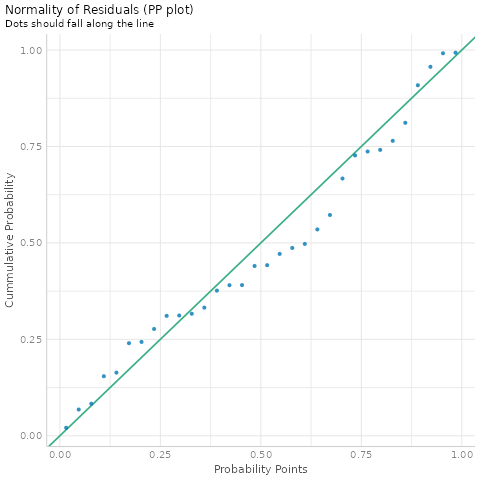 Normality of Residuals (PP plot)
Dots should fall along the line
1.00
0.75
0.50
0.25
0.00
Cummulative Probability
0.00 0.25 0.50 0.75 1.00
Probability Points